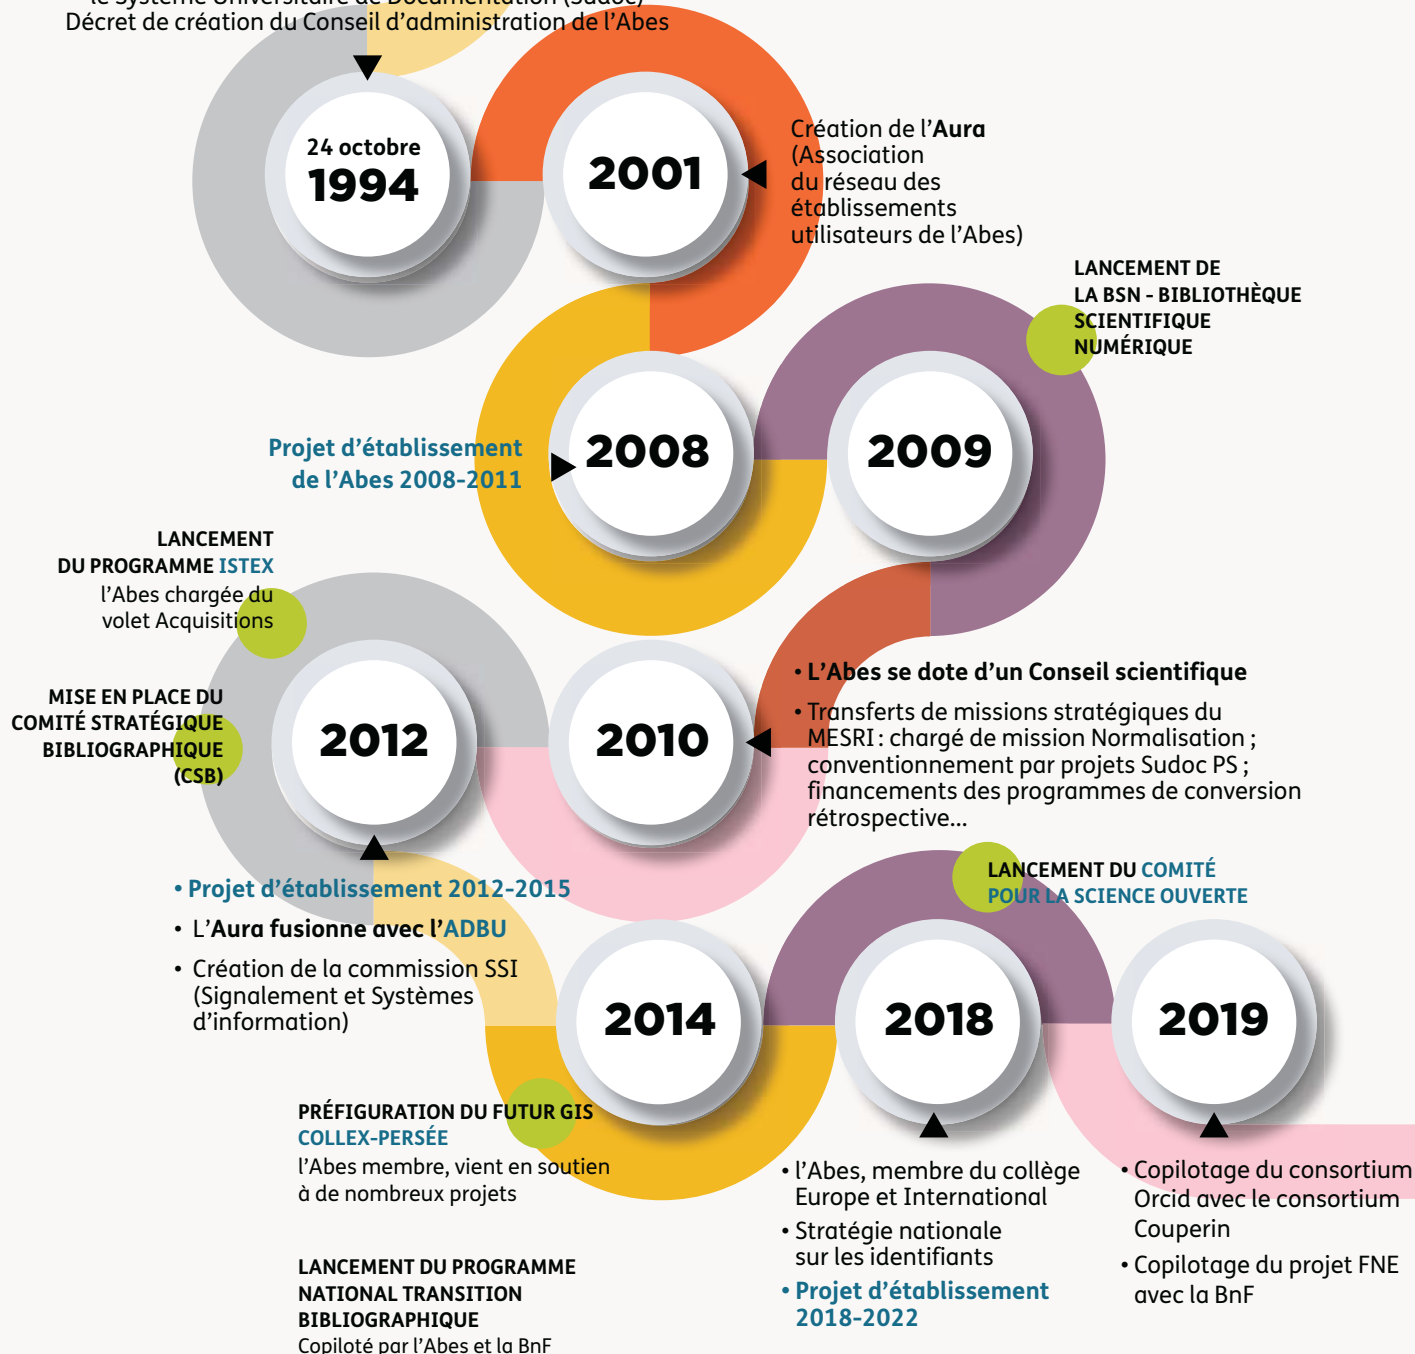 le Système Universitaire de Documentation (Sudoc)
Décret de création du Conseil d'administration de l'Abes
24 octobre
1994
2001
Création de l'Aura
(Association
du réseau des
établissements
utilisateurs de l'Abes)
LANCEMENT DE
LA BSN - BIBLIOTHÈQUE
SCIENTIFIQUE
NUMÉRIQUE
Projet d'établissement
de l'Abes 2008-2011
2008
2009
LANCEMENT
DU PROGRAMME ISTEX
l'Abes chargée du
volet Acquisitions
MISE EN PLACE DU
COMITÉ STRATÉGIQUE
BIBLIOGRAPHIQUE
(CSB)
2012
2010
• L'Abes se dote d'un Conseil scientifique
• Transferts de missions stratégiques du
MESRI : chargé de mission Normalisation ;
conventionnement par projets Sudoc PS ;
financements des programmes de conversion
rétrospective...
• Projet d'établissement 2012-2015
• L'Aura fusionne avec l'ADBU
• Création de la commission SSI
(Signalement et Systèmes
d'information)
LANCEMENT DU COMITÉ
POUR LA SCIENCE OUVERTE
2014
2018
2019
PRÉFIGURATION DU FUTUR GIS
COLLEX-PERSÉE
l'Abes membre, vient en soutien
à de nombreux projets
LANCEMENT DU PROGRAMME
NATIONAL TRANSITION
BIBLIOGRAPHIQUE
Copiloté par l'Abes et la BnF
• l'Abes, membre du collège
Europe et International
• Stratégie nationale
sur les identifiants
• Projet d'établissement
2018-2022
• Copilotage du consortium
Orcid avec le consortium
Couperin
• Copilotage du projet FNE
avec la BnF